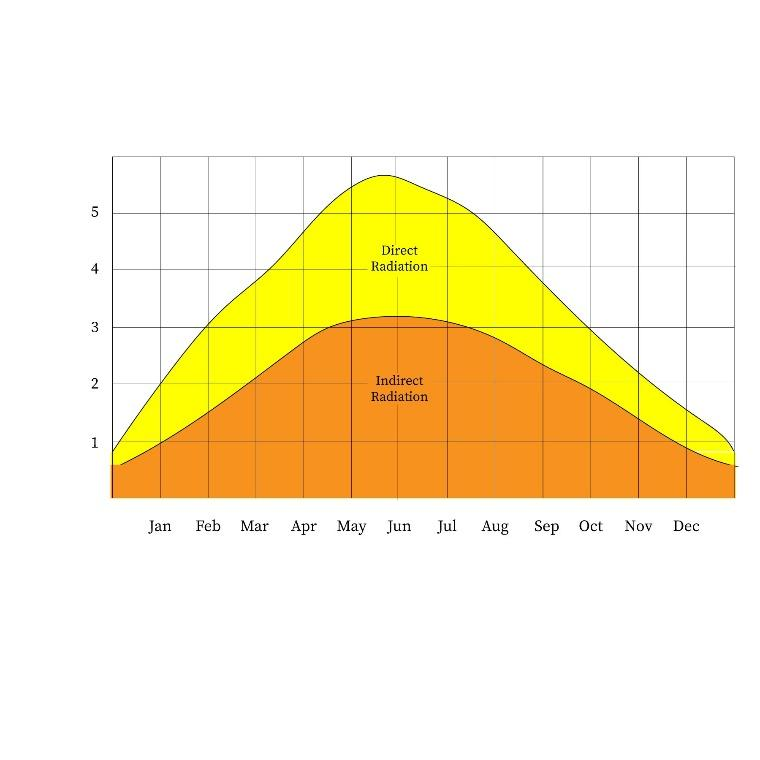 5
Direct
Radiation
4
3
Indirect
Radiation
2
1
Jan Feb Mar Apr May Jun Jul Aug Sep Oct Nov Dec